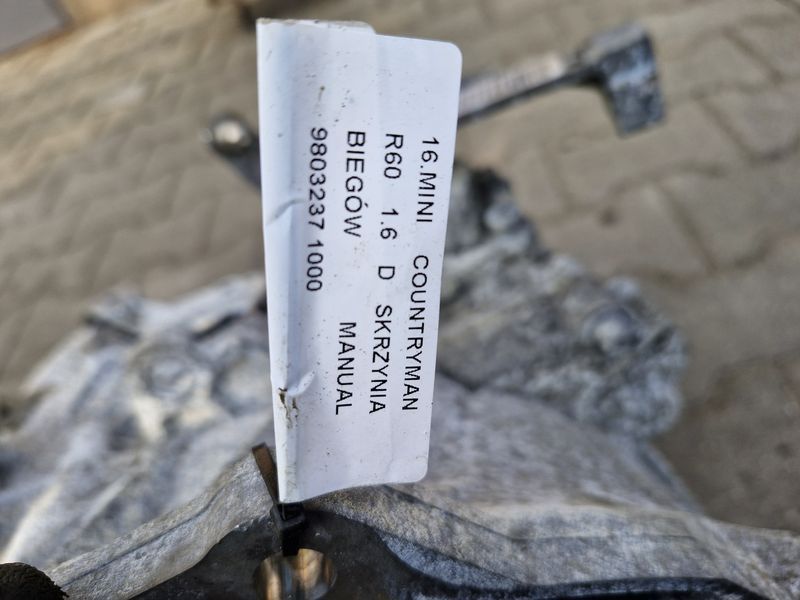 16.MINI COUNTRYMAN
R60 1.6 D SKRZYNIA
BIEGÓW MANUAL
9803237 1000